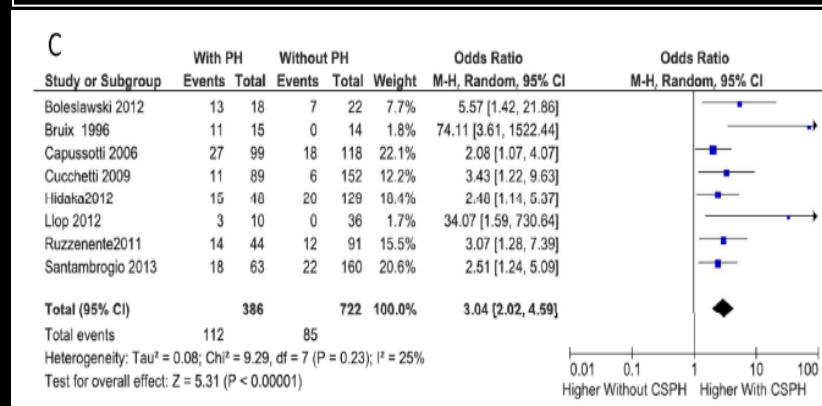 C
With PH Without PH Odds Ratio Odds Ratio
Study or Subgroup Events Total Events Total Weight M-H, Random, 95% CI M-H, Random, 95% CI
Boleslawski 2012 13 18 7 22 7.7% 5.57 [1.42, 21.86]
Bruix 1996 11 15 0 14 1.8% 74.11 [3.61, 1522.44]
Capussotti 2006 27 99 18 118 22.1% 2.08 [1.07, 4.07]
Cucchetti 2009 11 89 6 152 12.2% 3.43 [1.22, 9.63]
Hidaka2012 15 48 20 129 18.4% 2.48 [1.14, 5.37]
Llop 2012 3 10 0 36 1.7% 34.07 [1.59, 730.64]
Ruzzenente2011 14 44 12 91 15.5% 3.07 [1.28, 7.39]
Santambrogio 2013 18 63 22 160 20.6% 2.51 [1.24, 5.09]
Total (95% CI) 386 722 100.0% 3.04 [2.02, 4.59]
Total events 112 85
Heterogeneity: Tau² = 0.08; Chi² = 9.29, df = 7 (P = 0.23); I² = 25%
Test for overall effect: Z = 5.31 (P < 0.00001)
0.01 0.1 1 10 100
Higher Without CSPH Higher With CSPH